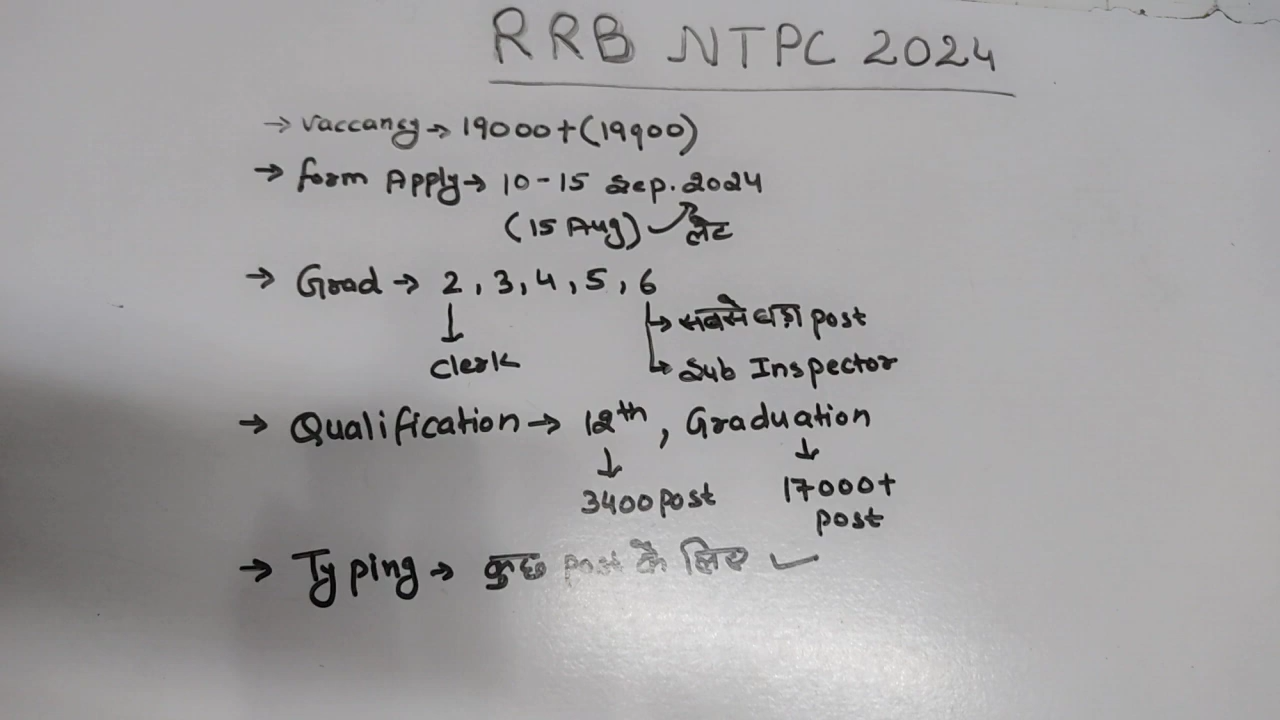 RRB NTPC 2024
→ Vaccancy → 19000+(19900)
→ form Apply → 10-15 Sep. 2024
(15 Aug) लेट
→ Grad → 2, 3, 4, 5, 6
↓ ↳ सबसे बड़ा post
clerk ↳ Sub Inspector
→ Qualification → 12th, Graduation
↓ ↓
3400 post 17000+
post
→ Typing → कुछ post के लिए ✓